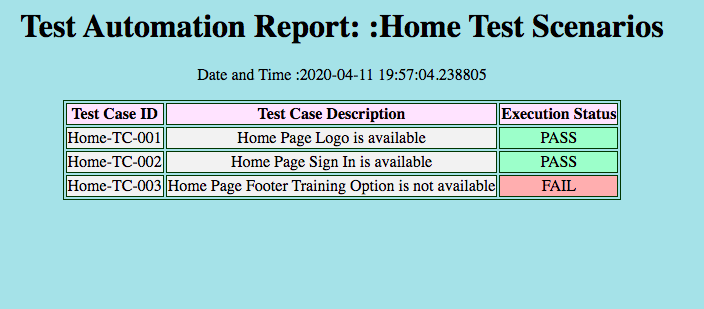 Test Automation Report: :Home Test Scenarios
Date and Time :2020-04-11 19:57:04.238805
Test Case ID Test Case Description Execution Status
Home-TC-001 Home Page Logo is available PASS
Home-TC-002 Home Page Sign In is available PASS
Home-TC-003 Home Page Footer Training Option is not available FAIL